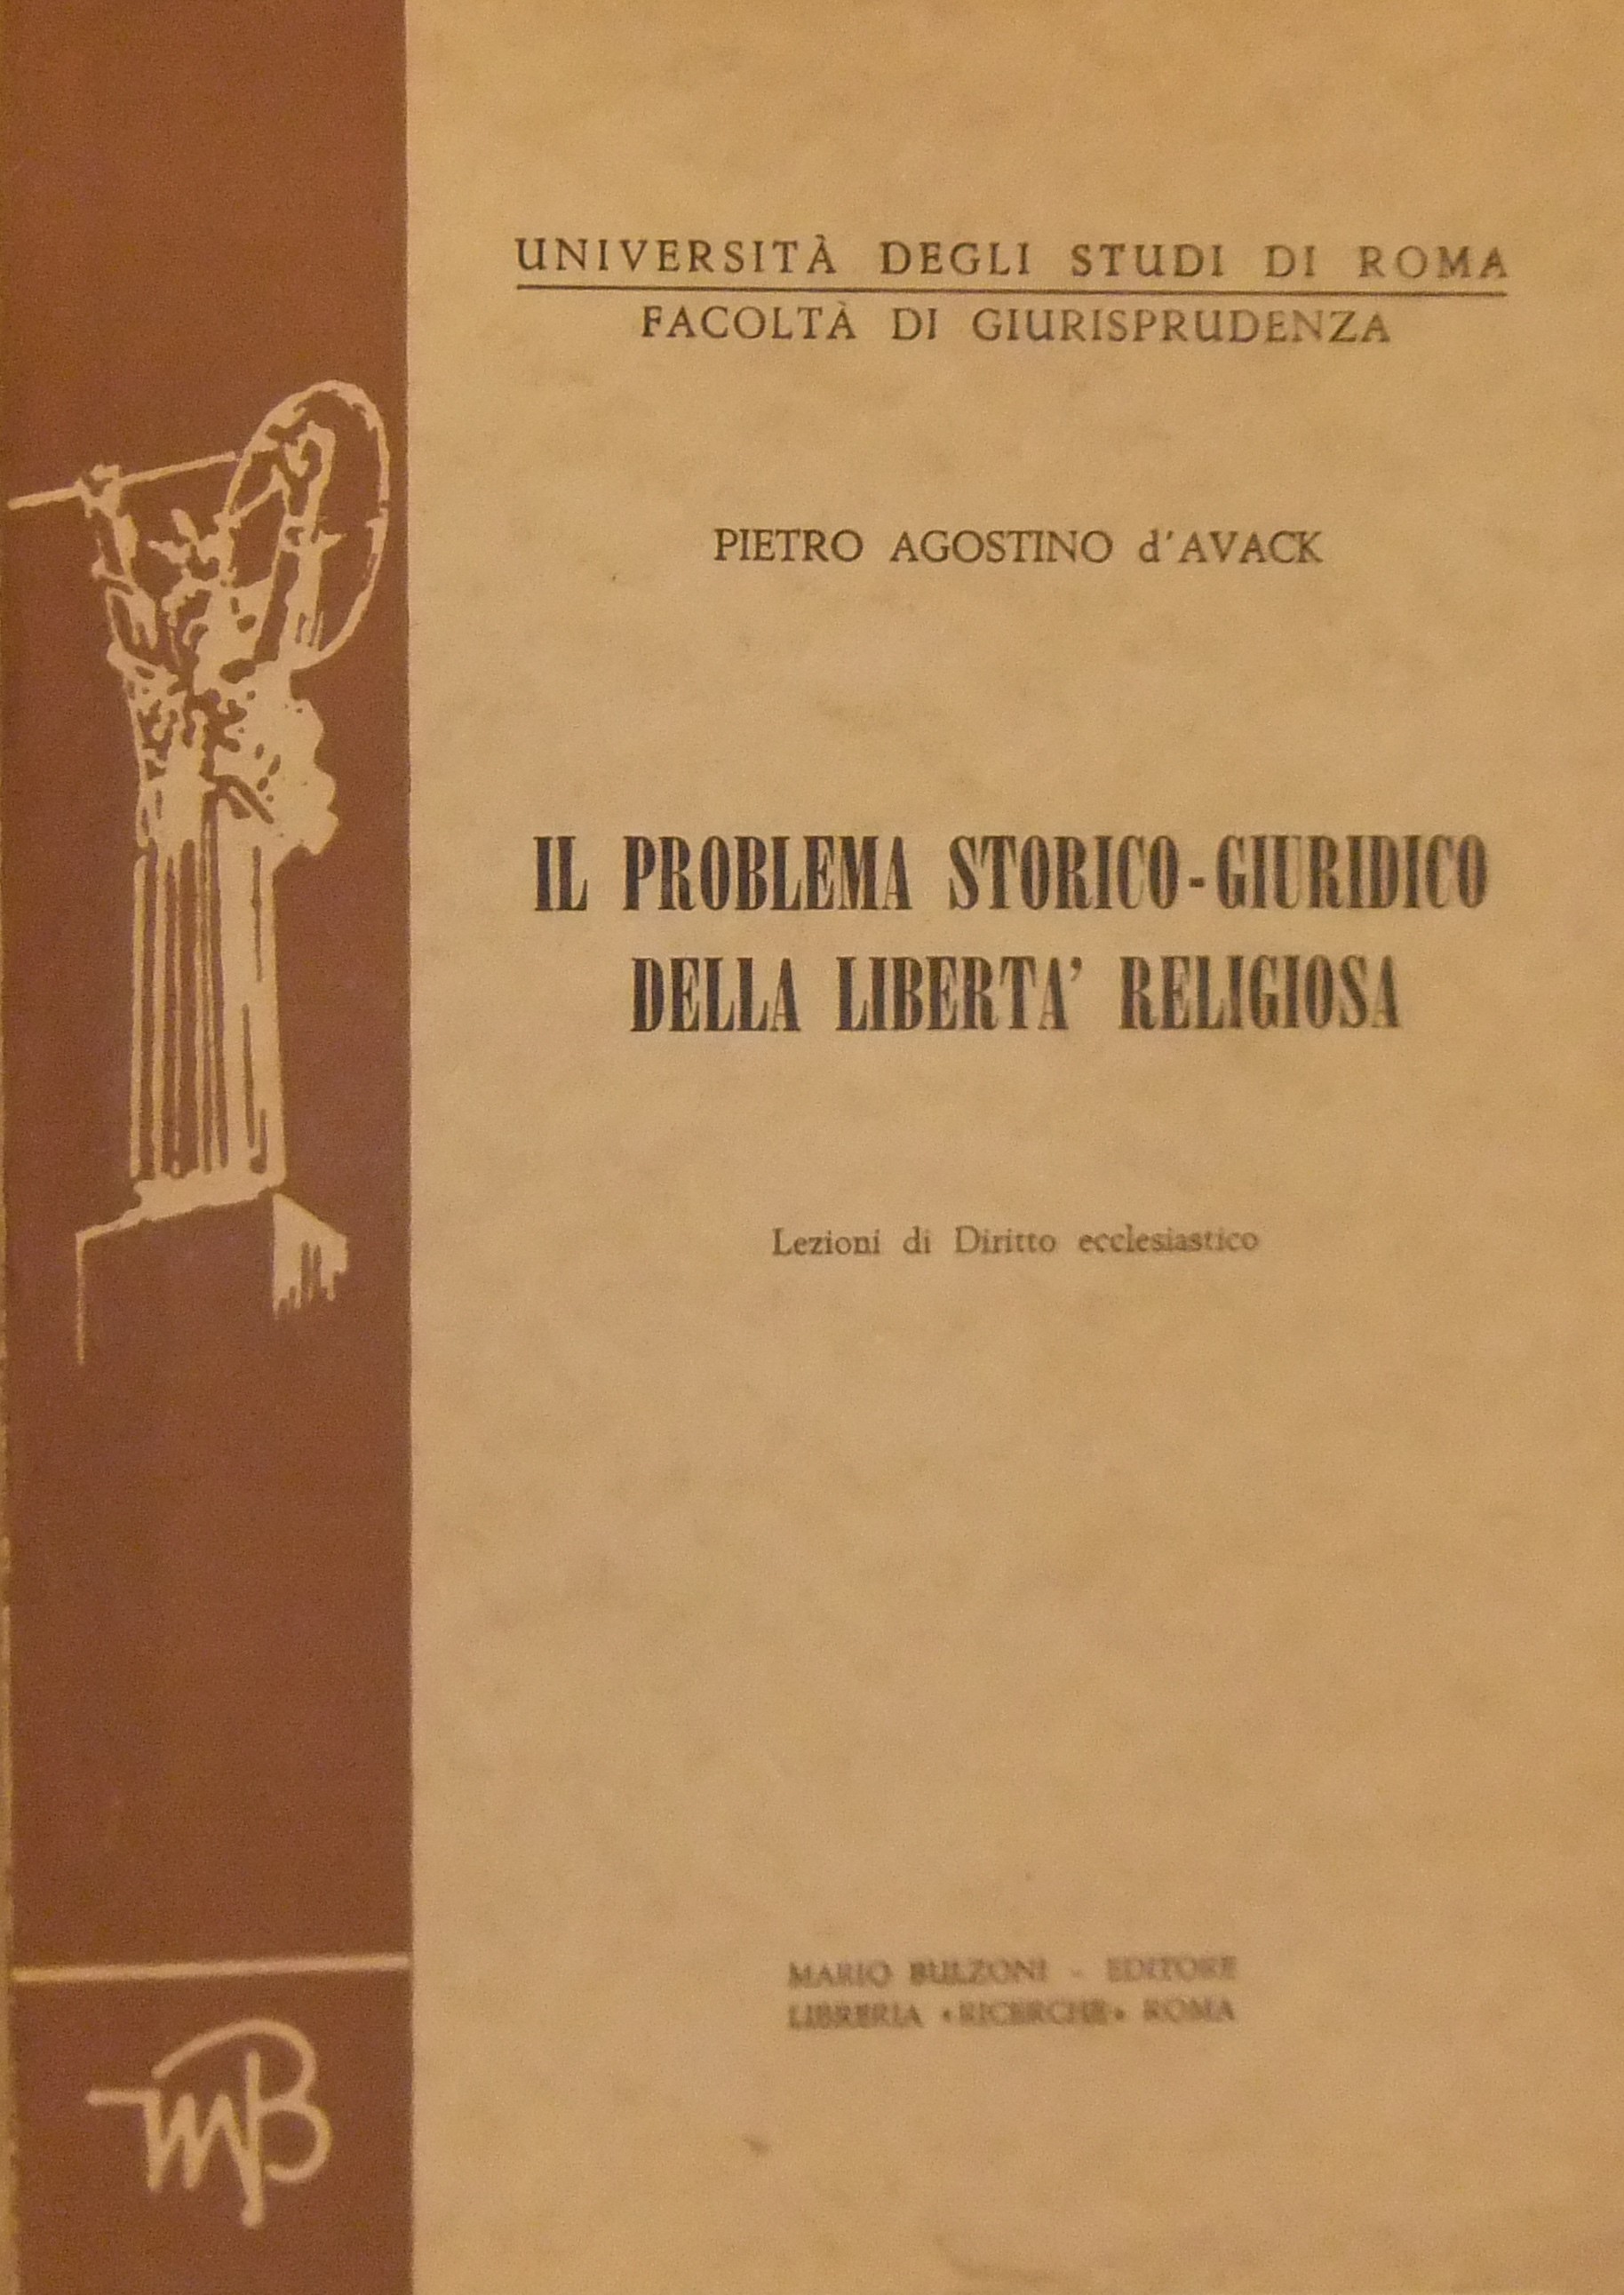 UNIVERSITÀ DEGLI STUDI DI ROMA
FACOLTÀ DI GIURISPRUDENZA
PIETRO AGOSTINO d'AVACK
IL PROBLEMA STORICO-GIURIDICO
DELLA LIBERTA' RELIGIOSA
Lezioni di Diritto ecclesiastico
MARIO BULZONI - EDITORE
LIBRERIA «RICERCHE» ROMA
MB